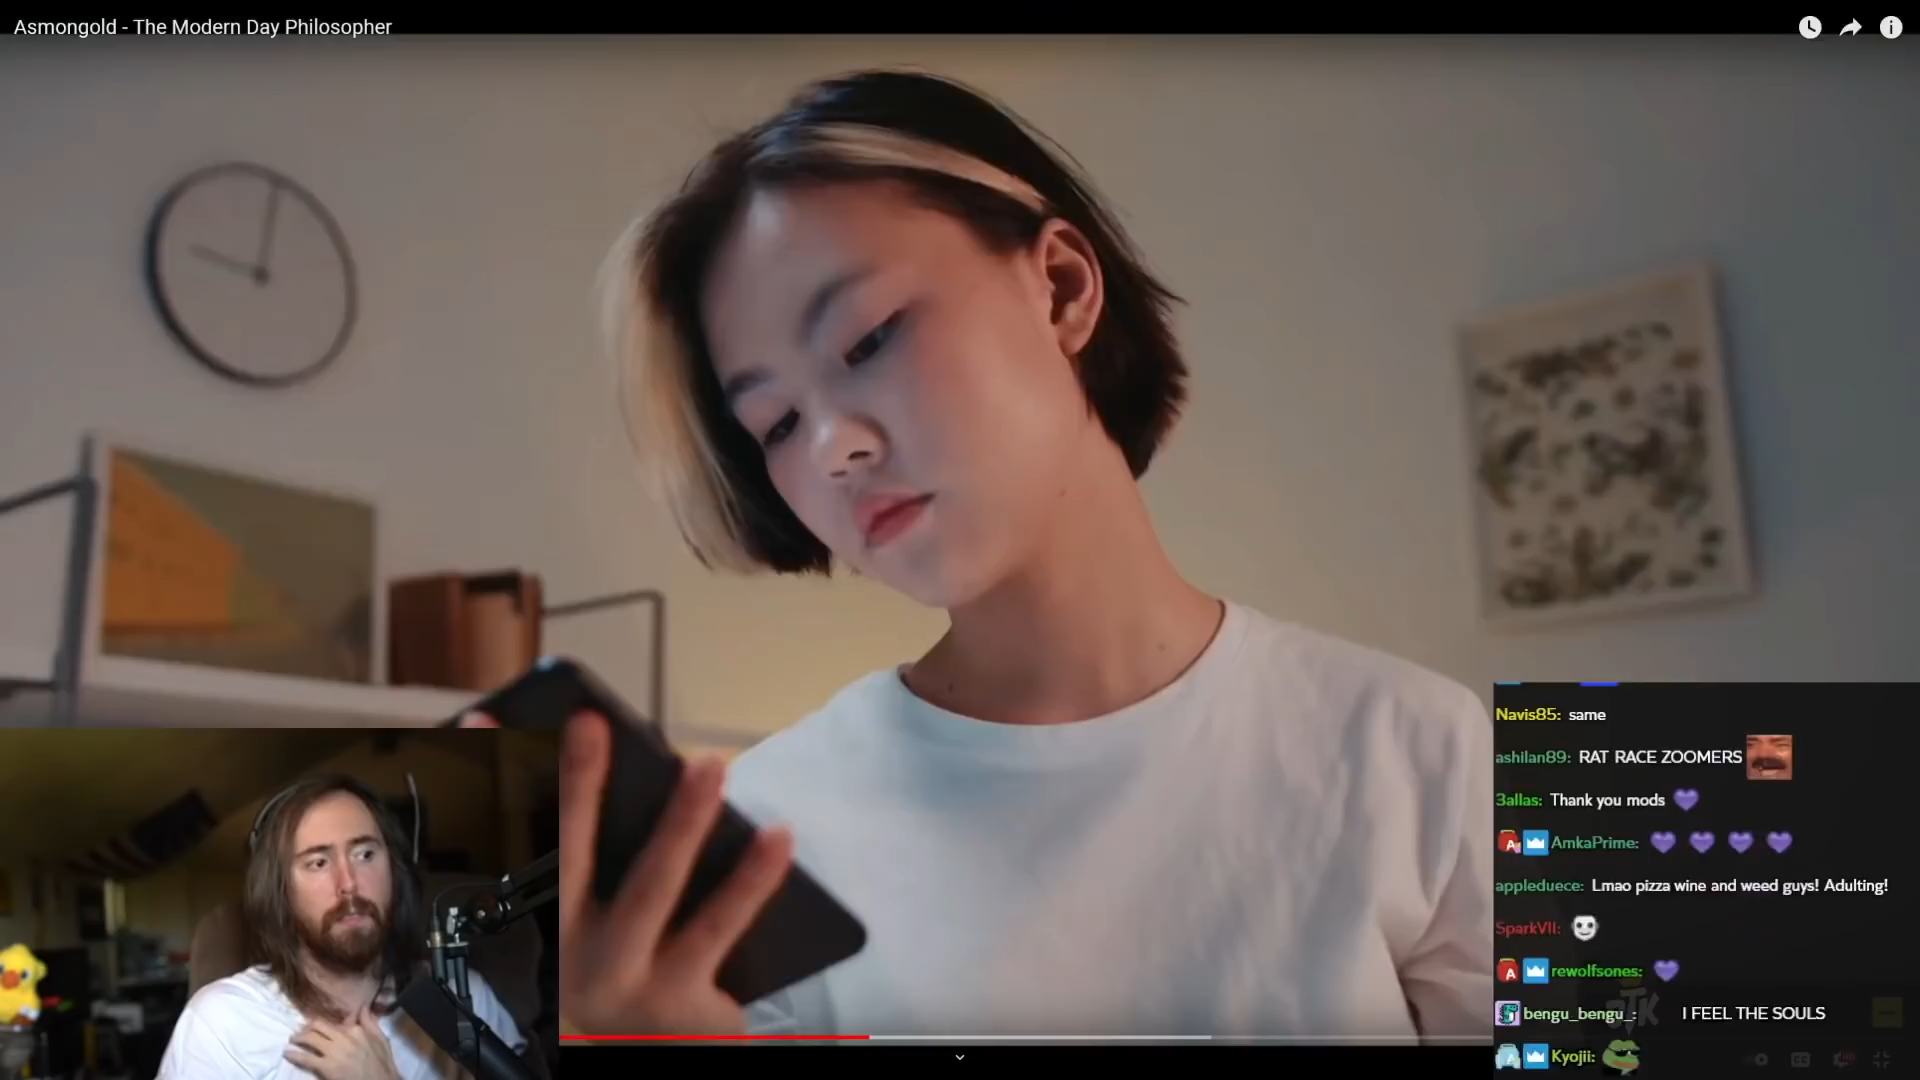 Asmongold - The Modern Day Philosopher
Navis85: same
ashilan89: RAT RACE ZOOMERS
3allas: Thank you mods
AmkaPrime:
appleduece: Lmao pizza wine and weed guys! Adulting!
SparkVII:
rewolfsones:
bengu_bengu_: I FEEL THE SOULS
Kyojii: